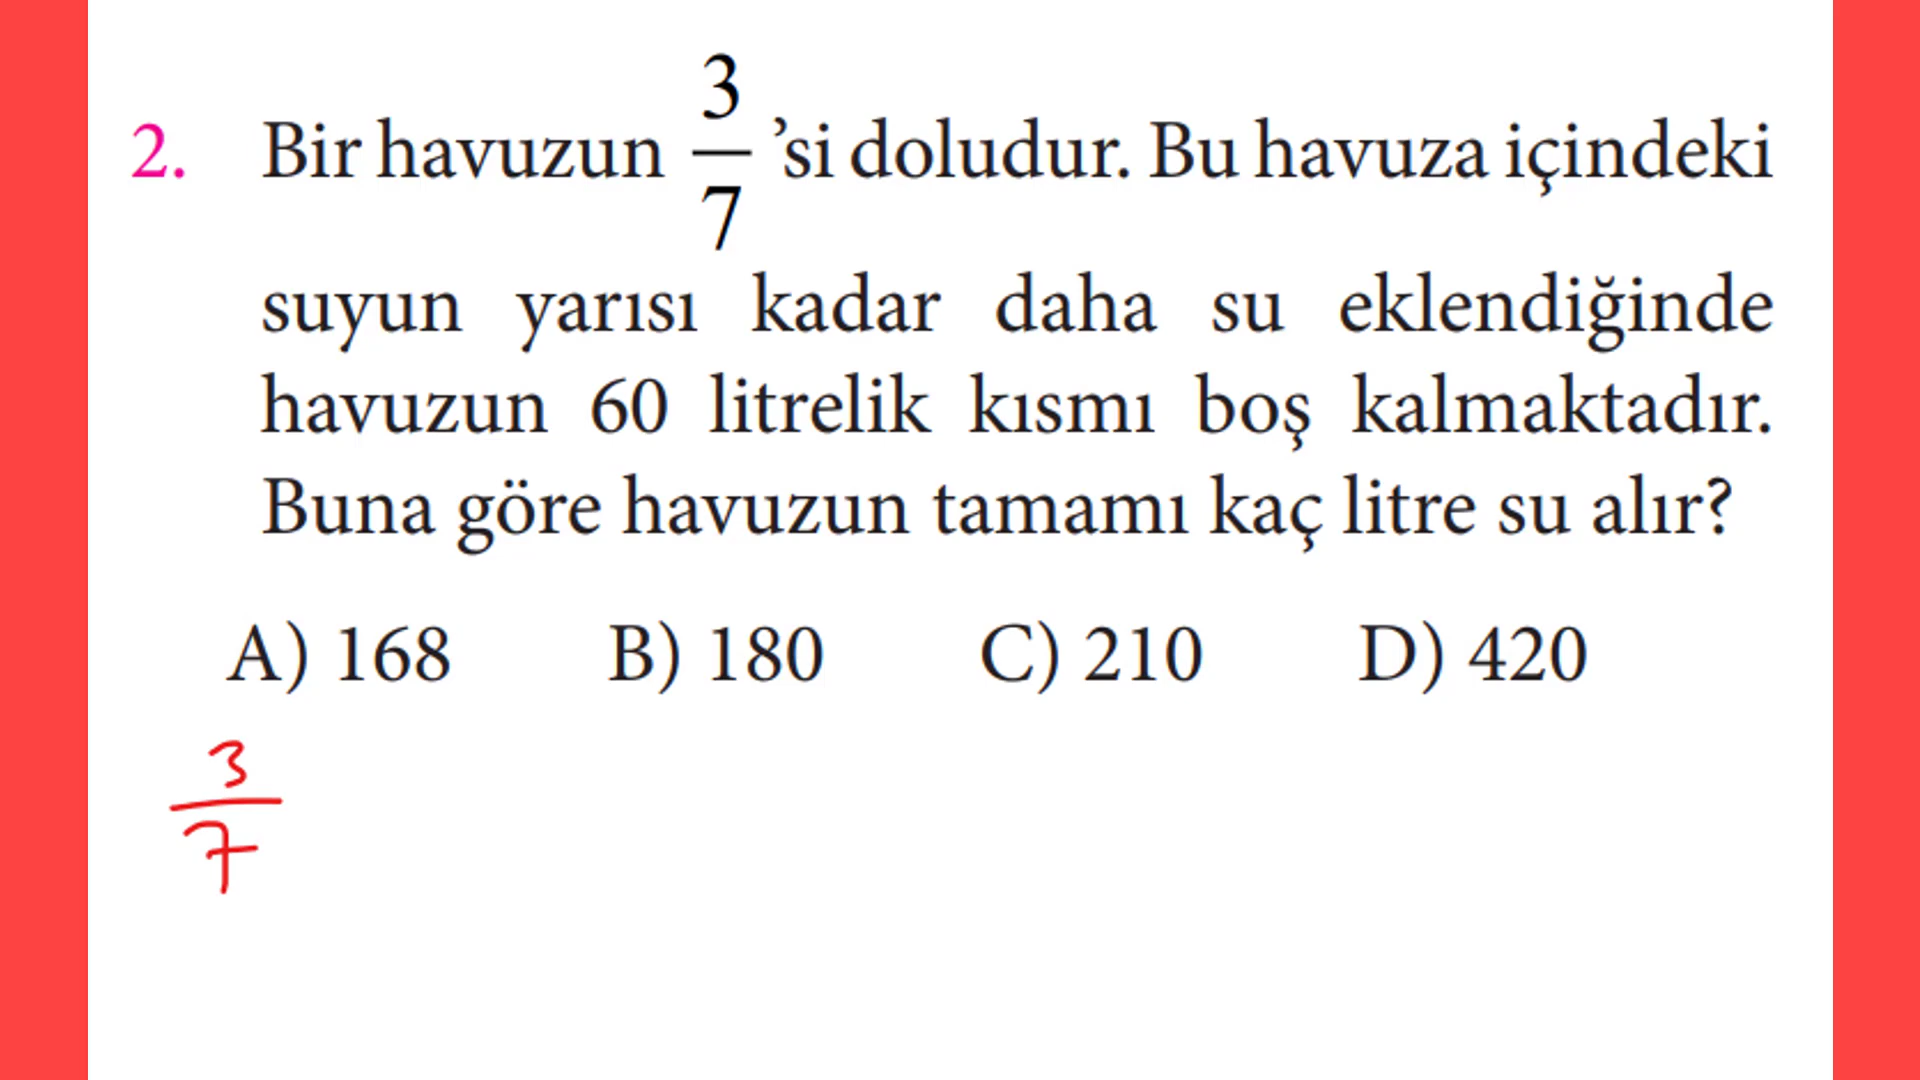 2. Bir havuzun 3/7 ’si doludur. Bu havuza içindeki
suyun yarısı kadar daha su eklendiğinde
havuzun 60 litrelik kısmı boş kalmaktadır.
Buna göre havuzun tamamı kaç litre su alır?
A) 168 B) 180 C) 210 D) 420
3/7